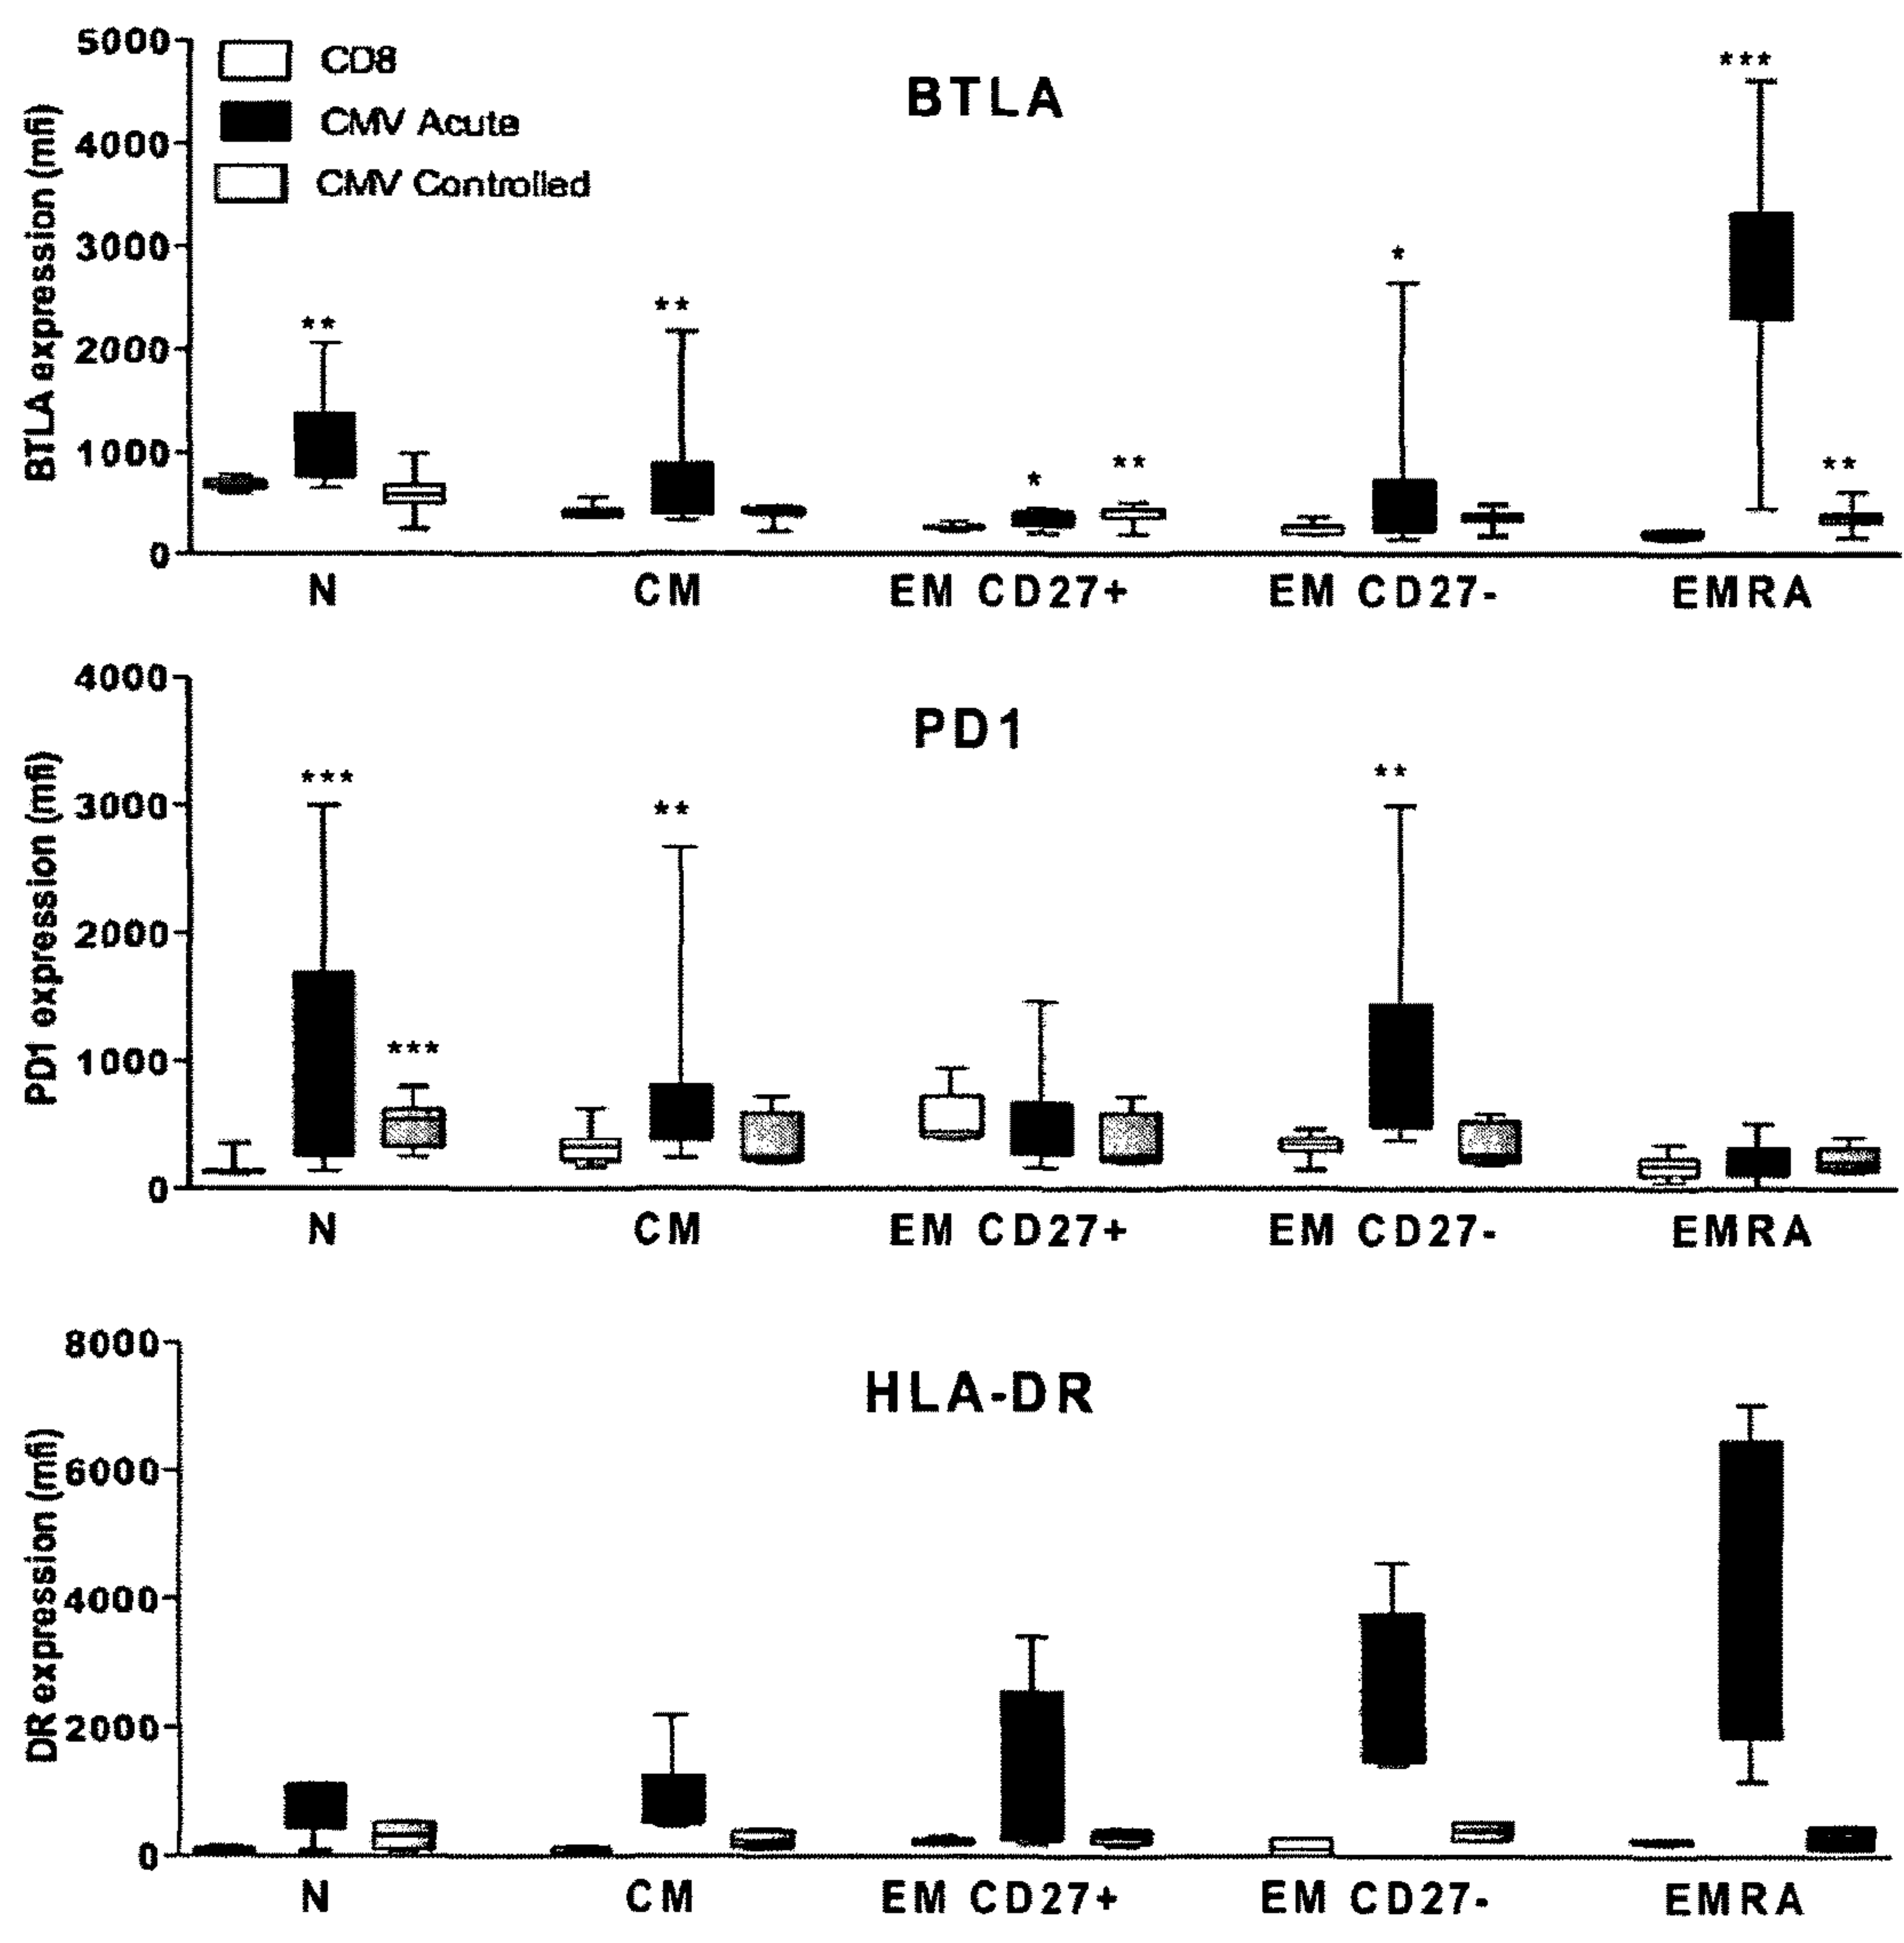 BTLA
5000
4000
3000
2000
1000
0
BTLA expression (mfi)
CD8
CMV Acute
CMV Controlled
**
**
*
**
*
***
**
N CM EM CD27+ EM CD27- EMRA
PD1
4000
3000
2000
1000
0
PD1 expression (mfi)
***
***
**
**
N CM EM CD27+ EM CD27- EMRA
HLA-DR
8000
6000
4000
2000
0
DR expression (mfi)
N CM EM CD27+ EM CD27- EMRA